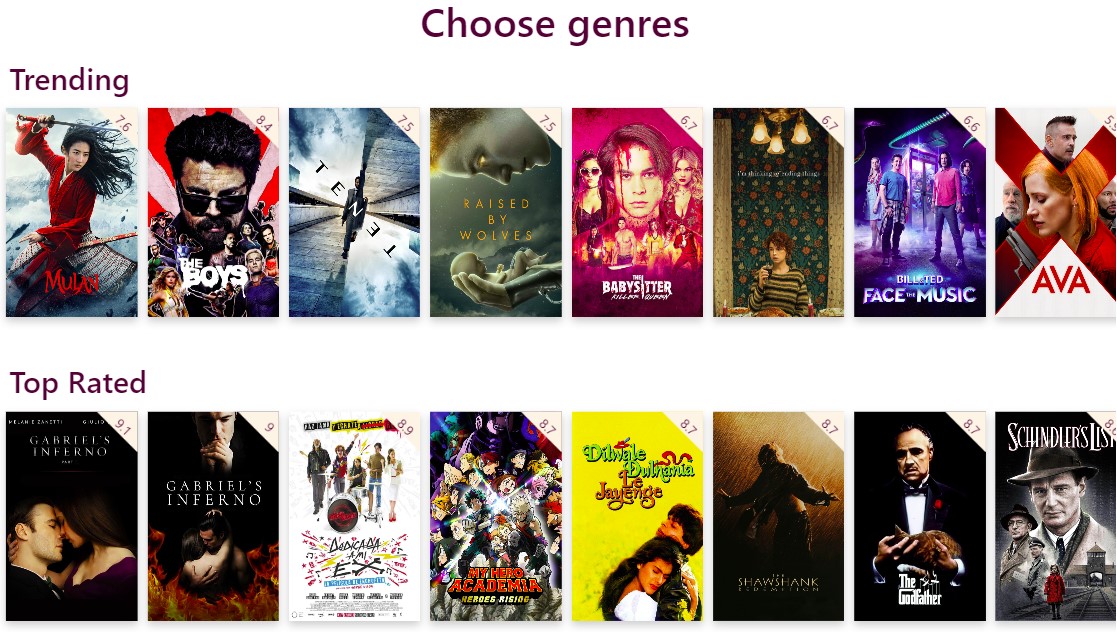 Choose genres
Trending
7.6
MULAN
8.4
THE
BOYS
7.5
TENET
7.5
RAISED
BY
WOLVES
6.7
THE
BABYSITTER
KILLER QUEEN
6.7
i'm thinking of ending things
6.6
BILL & TED
FACE THE MUSIC
AVA
Top Rated
9.1
MELANIE ZANETTI GIULIO
GABRIEL'S
INFERNO
PART
9
GABRIEL'S
INFERNO
8.9
DEDICADA
A MI
EX
8.7
MY HERO
ACADEMIA
HEROES RISING
8.7
Dilwale
Dulhania
Le
Jayenge
8.7
THE
SHAWSHANK
REDEMPTION
8.7
The
Godfather
SCHINDLER'S LIST